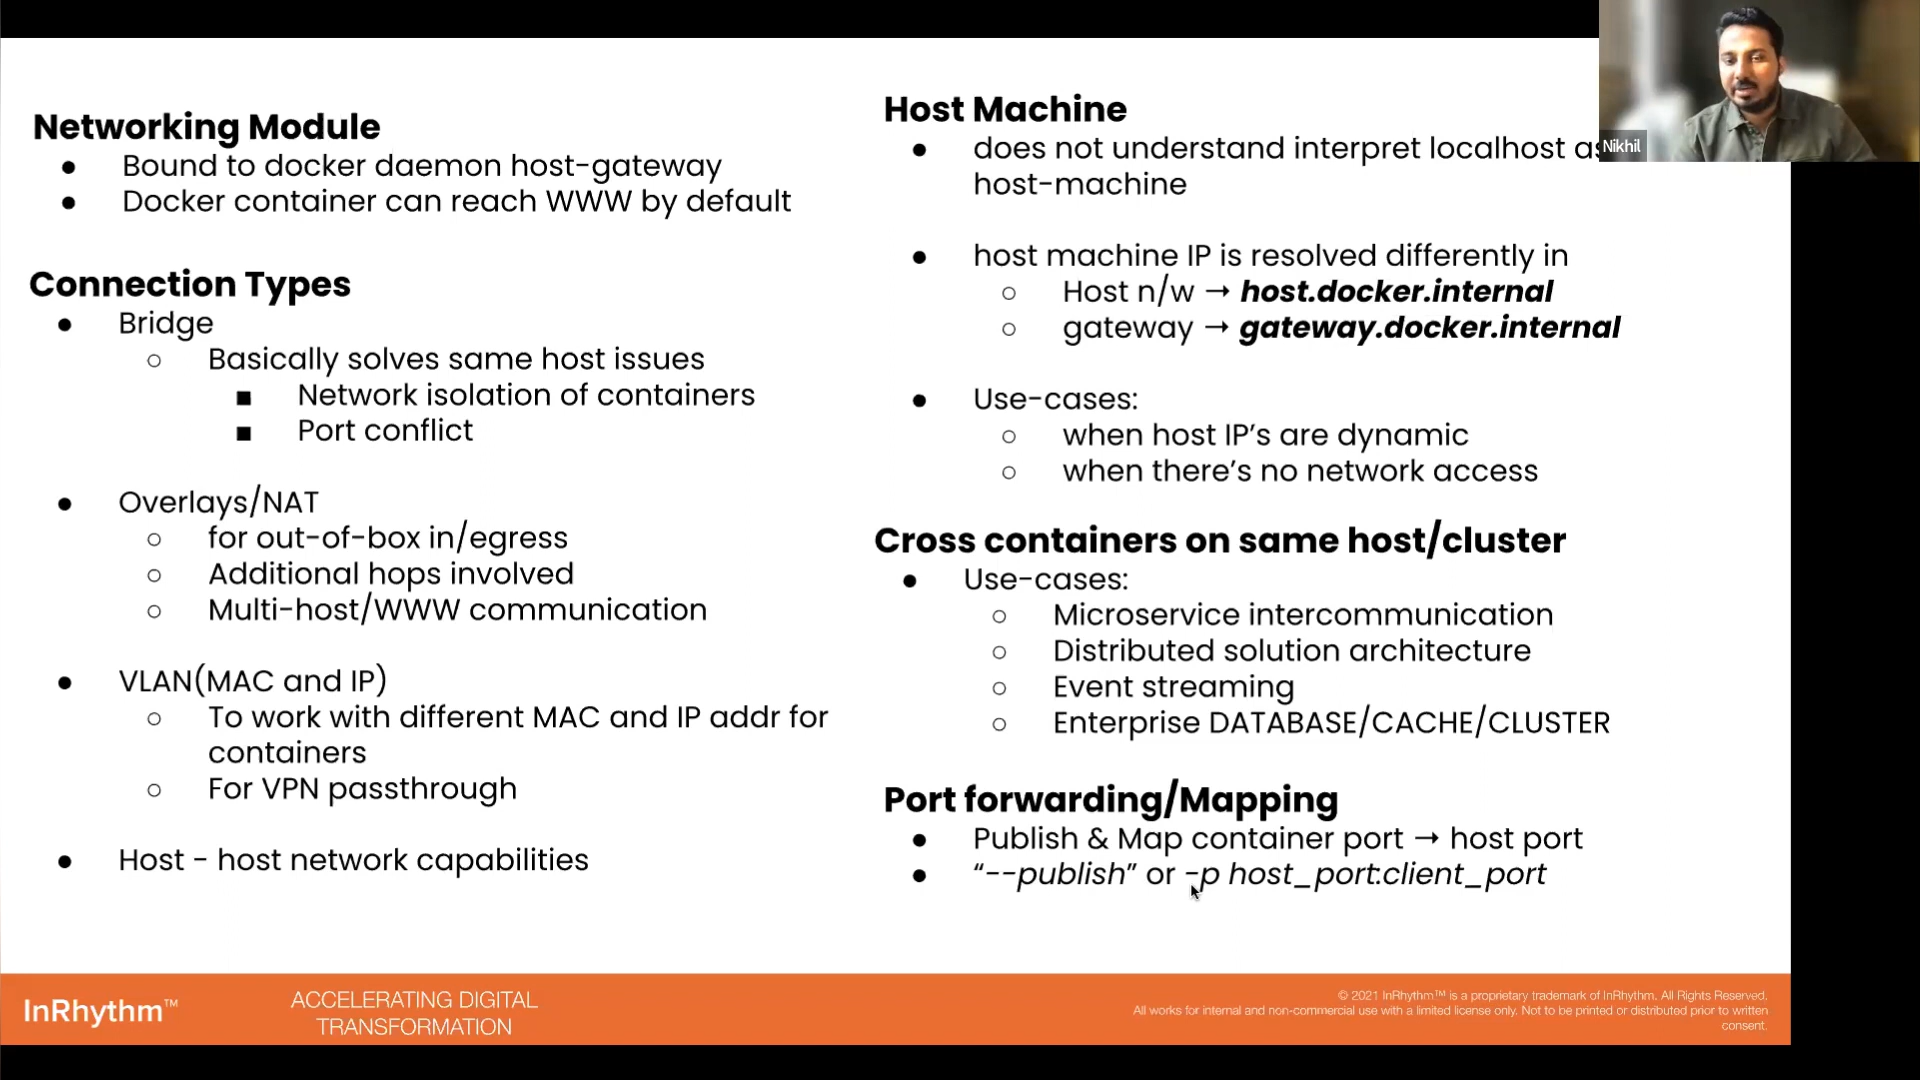 Networking Module
● Bound to docker daemon host-gateway
● Docker container can reach WWW by default
Connection Types
● Bridge
○ Basically solves same host issues
■ Network isolation of containers
■ Port conflict
● Overlays/NAT
○ for out-of-box in/egress
○ Additional hops involved
○ Multi-host/WWW communication
● VLAN(MAC and IP)
○ To work with different MAC and IP addr for
containers
○ For VPN passthrough
● Host - host network capabilities
Host Machine
● does not understand interpret localhost as
host-machine
● host machine IP is resolved differently in
○ Host n/w → host.docker.internal
○ gateway → gateway.docker.internal
● Use-cases:
○ when host IP’s are dynamic
○ when there’s no network access
Cross containers on same host/cluster
● Use-cases:
○ Microservice intercommunication
○ Distributed solution architecture
○ Event streaming
○ Enterprise DATABASE/CACHE/CLUSTER
Port forwarding/Mapping
● Publish & Map container port → host port
● “--publish” or -p host_port:client_port
Nikhil
InRhythm™
ACCELERATING DIGITAL
TRANSFORMATION
© 2021 InRhythm™ is a proprietary trademark of InRhythm. All Rights Reserved.
All works for internal and non-commercial use with a limited license only. Not to be printed or distributed prior to written
consent.